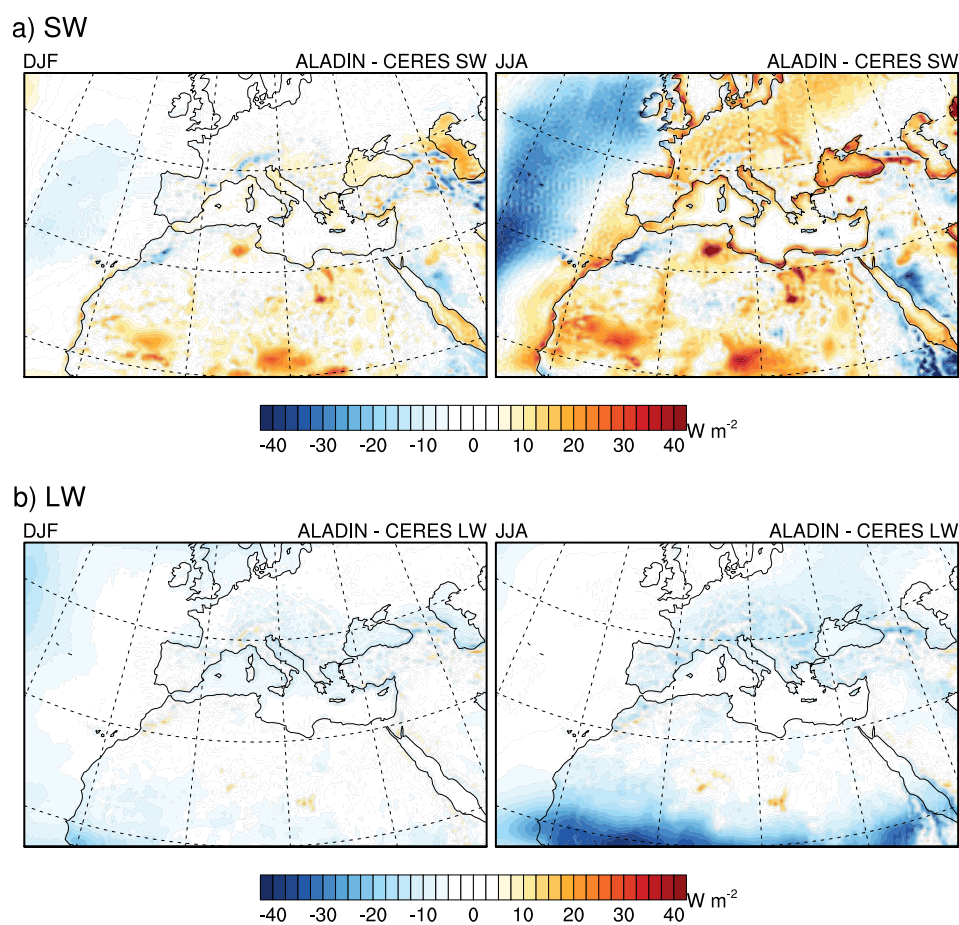 a) SW
DJF ALADIN - CERES SW JJA ALADIN - CERES SW
-40 -30 -20 -10 0 10 20 30 40 W m-2
b) LW
DJF ALADIN - CERES LW JJA ALADIN - CERES LW
-40 -30 -20 -10 0 10 20 30 40 W m-2